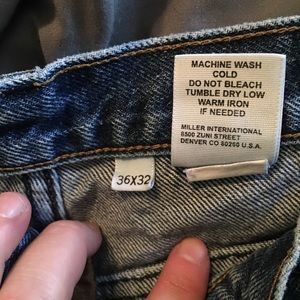 MACHINE WASH
COLD
DO NOT BLEACH
TUMBLE DRY LOW
WARM IRON
IF NEEDED
MILLER INTERNATIONAL
8500 ZUNI STREET
DENVER CO 80260 U.S.A.
36X32